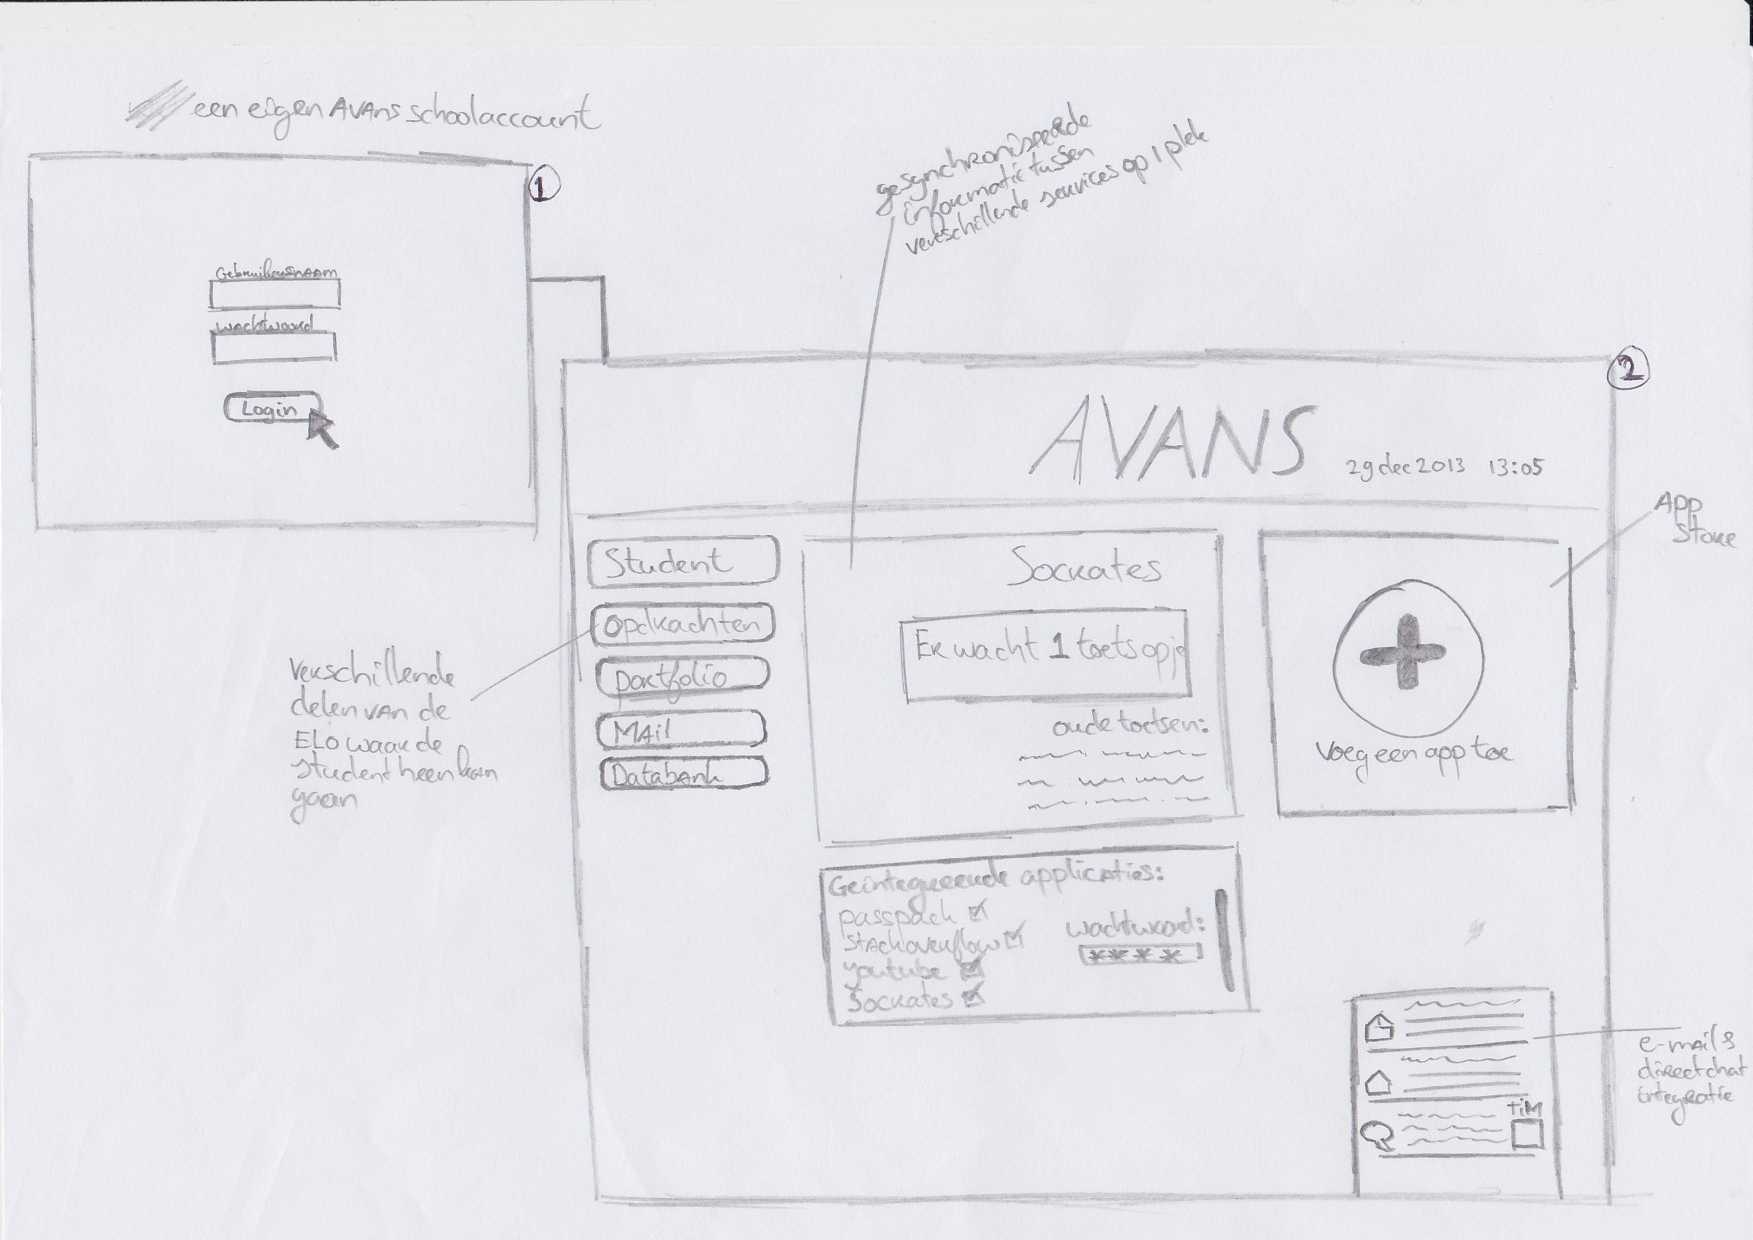 een eigen AVAns schoolaccount
1
Gebruikersnaam
wachtwoord
Login
gesynchroniseerde
informatie tussen
verschillende services op 1 plek
2
AVANS
29 dec 2013 13:05
App
Store
Student
opdrachten
portfolio
MAil
Databank
Verschillende
delen van de
ELO waar de
student heen kan
gaan
Socrates
Er wacht 1 toets op je
oude toetsen:
Voeg een app toe
Geintegreerde applicaties:
passpack
stackoverflow
youtube
Socrates
wachtwoord:
****
TiM
e-mail &
directchat
integratie